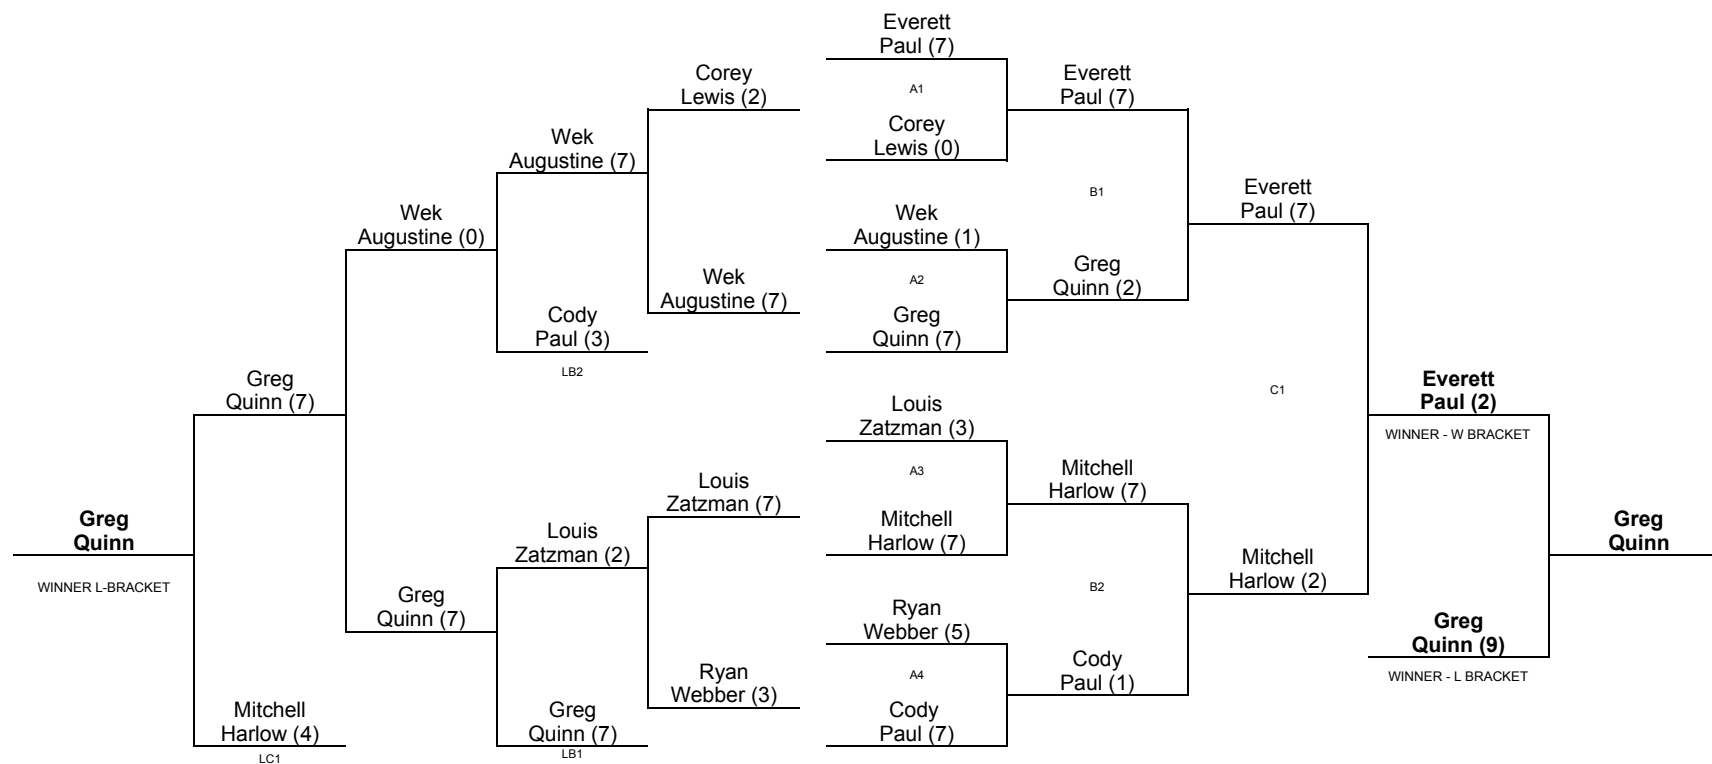 Everett
Paul (7)
Corey
Lewis (2)
A1
Everett
Paul (7)
Wek
Augustine (7)
Corey
Lewis (0)
Wek
Augustine (0)
B1
Everett
Paul (7)
Wek
Augustine (1)
Wek
Augustine (7)
A2
Greg
Quinn (2)
Cody
Paul (3)
LB2
Greg
Quinn (7)
Greg
Quinn (7)
Louis
Zatzman (3)
C1
Everett
Paul (2)
WINNER - W BRACKET
Louis
Zatzman (7)
A3
Mitchell
Harlow (7)
Greg
Quinn
WINNER L-BRACKET
Louis
Zatzman (2)
Mitchell
Harlow (7)
Mitchell
Harlow (2)
Greg
Quinn
Greg
Quinn (7)
B2
Ryan
Webber (5)
Greg
Quinn (9)
WINNER - L BRACKET
Ryan
Webber (3)
A4
Cody
Paul (1)
Mitchell
Harlow (4)
LC1
Greg
Quinn (7)
LB1
Cody
Paul (7)